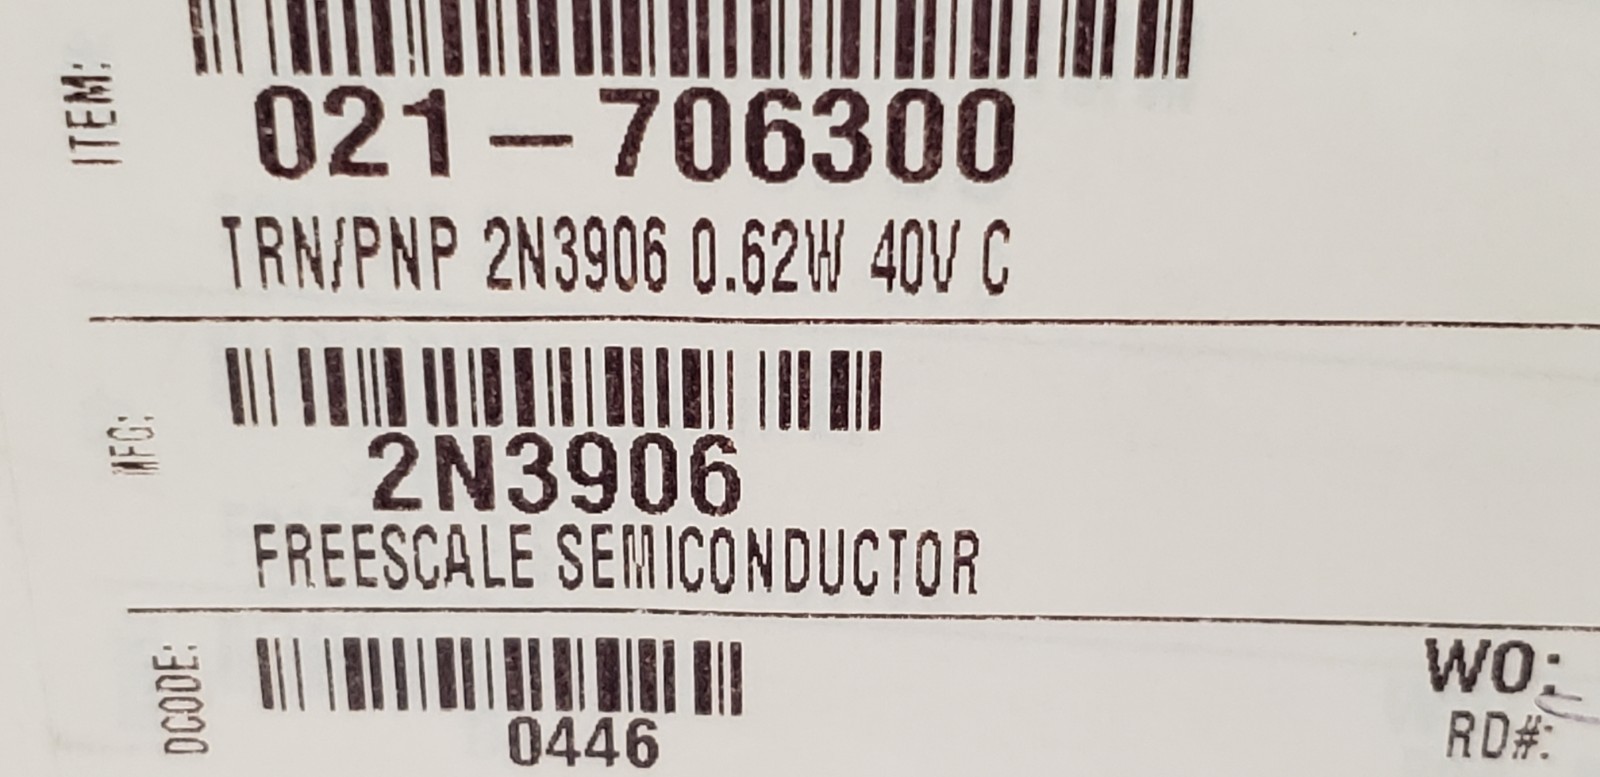 ITEM:
021-706300
TRN/PNP 2N3906 0.62W 40V C
MFG:
2N3906
FREESCALE SEMICONDUCTOR
DCODE:
0446
WO:
RD#: